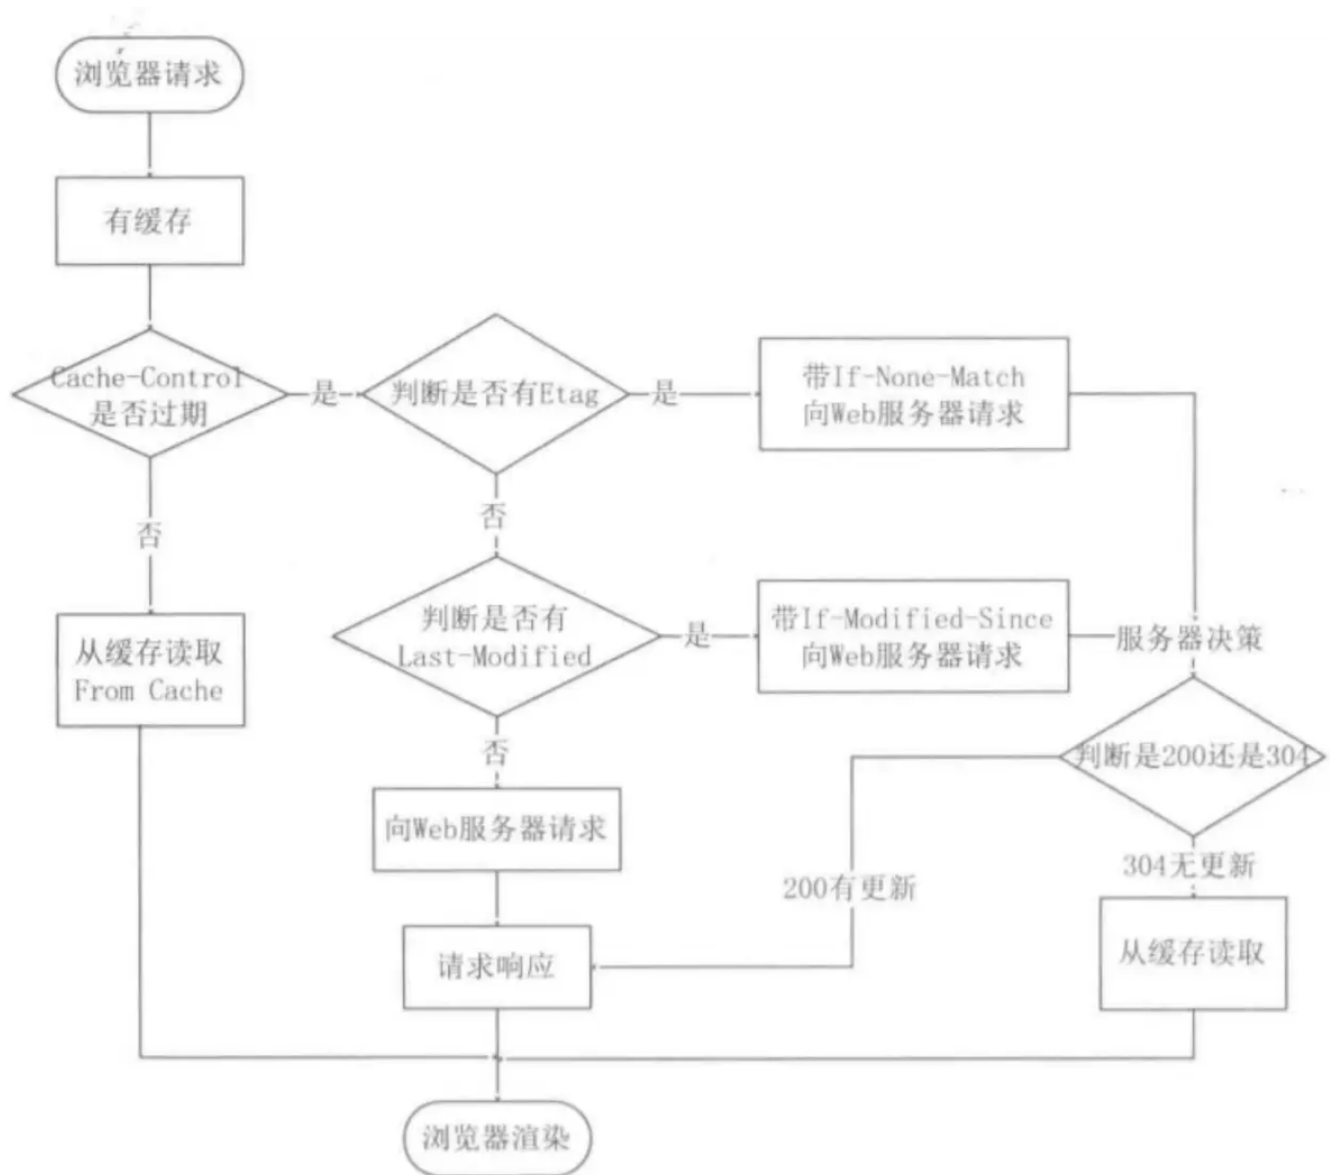 浏览器请求
有缓存
Cache-Control
是否过期
是
判断是否有Etag
是
带If-None-Match
向Web服务器请求
否
否
判断是否有
Last-Modified
是
带If-Modified-Since
向Web服务器请求
服务器决策
从缓存读取
From Cache
否
判断是200还是304
向Web服务器请求
200有更新
304无更新
请求响应
从缓存读取
浏览器渲染